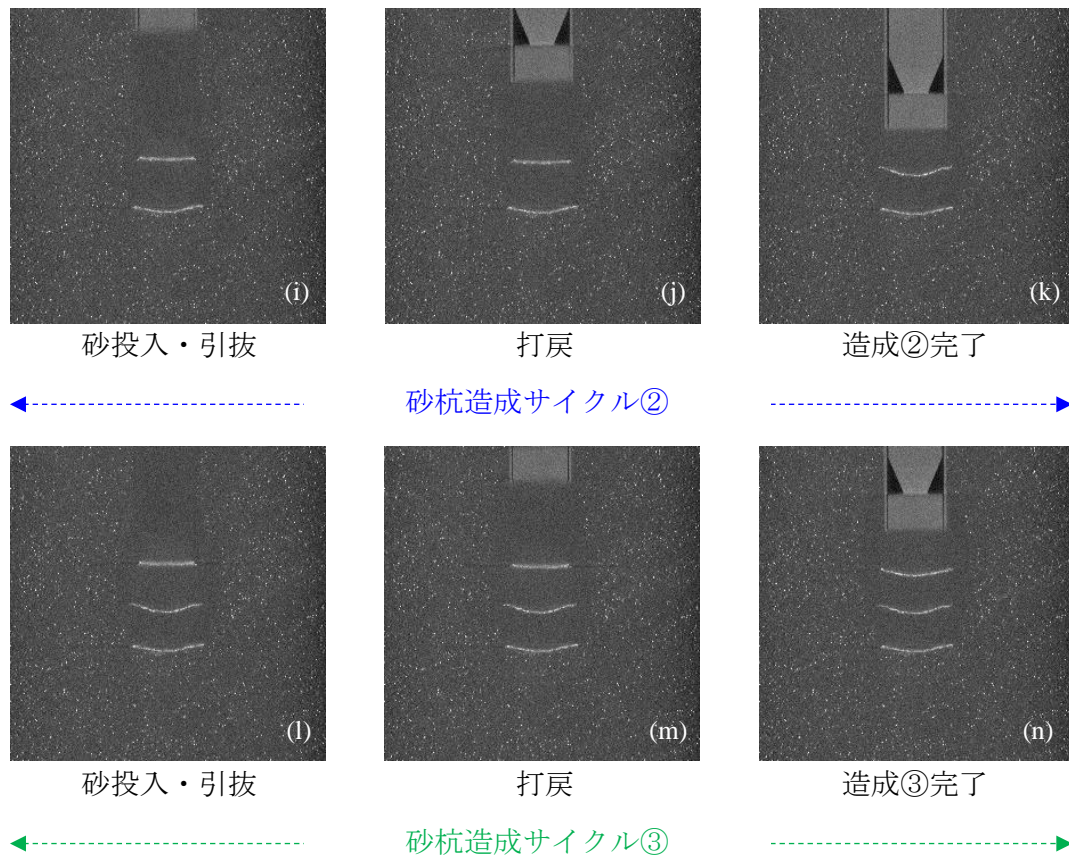 (i) (j) (k)
砂投入・引抜 打戻 造成②完了
砂杭造成サイクル②
(l) (m) (n)
砂投入・引抜 打戻 造成③完了
砂杭造成サイクル③